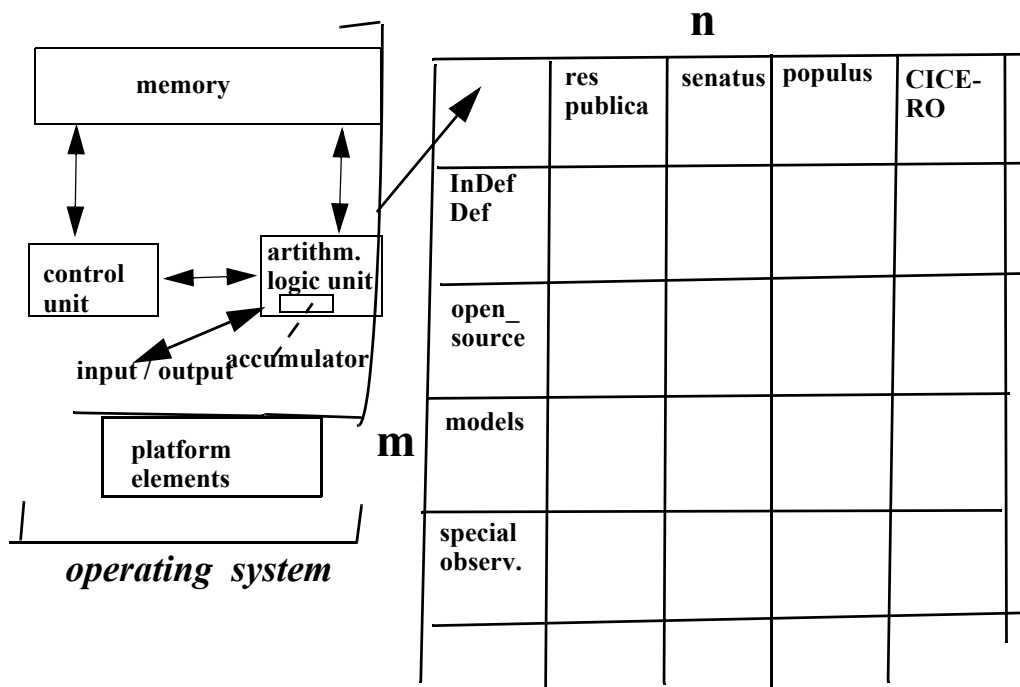 memory
control
unit
artithm.
logic unit
accumulator
input / output
platform
elements
operating system
n
m
res
publica
senatus
populus
CICE-
RO
InDef
Def
open_
source
models
special
observ.